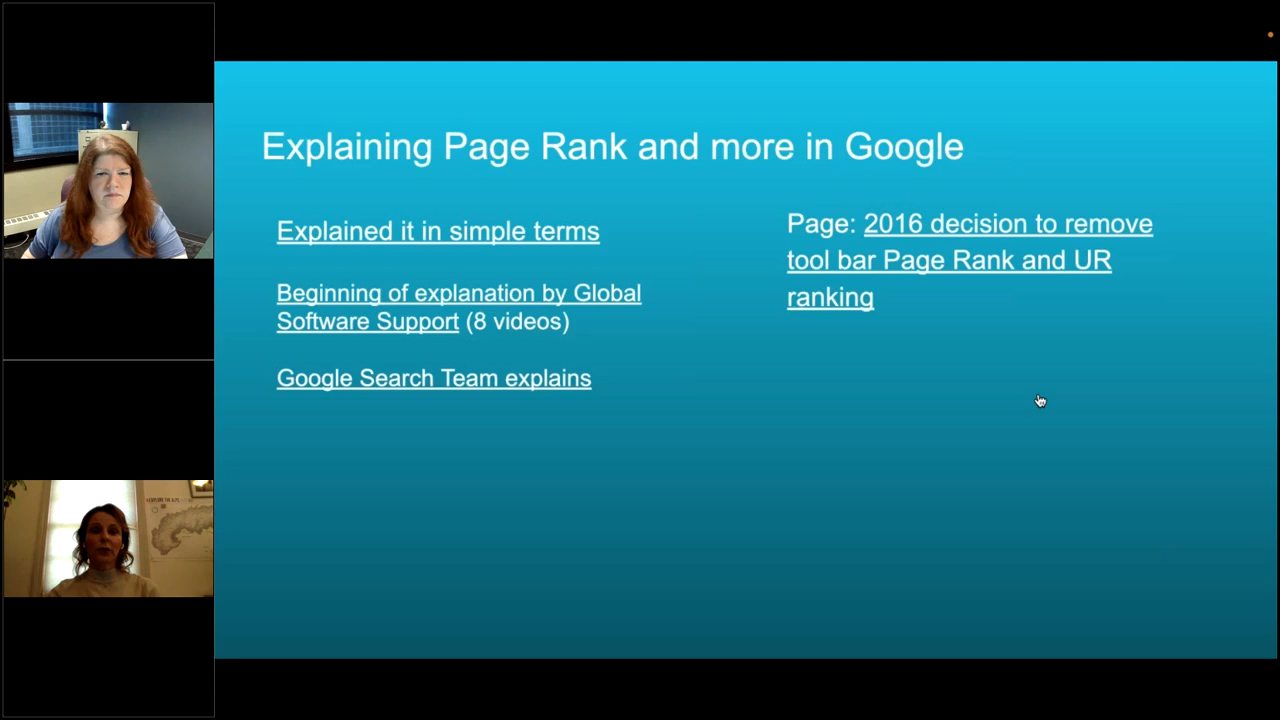 Explaining Page Rank and more in Google
Explained it in simple terms
Beginning of explanation by Global
Software Support (8 videos)
Google Search Team explains
Page: 2016 decision to remove
tool bar Page Rank and UR
ranking